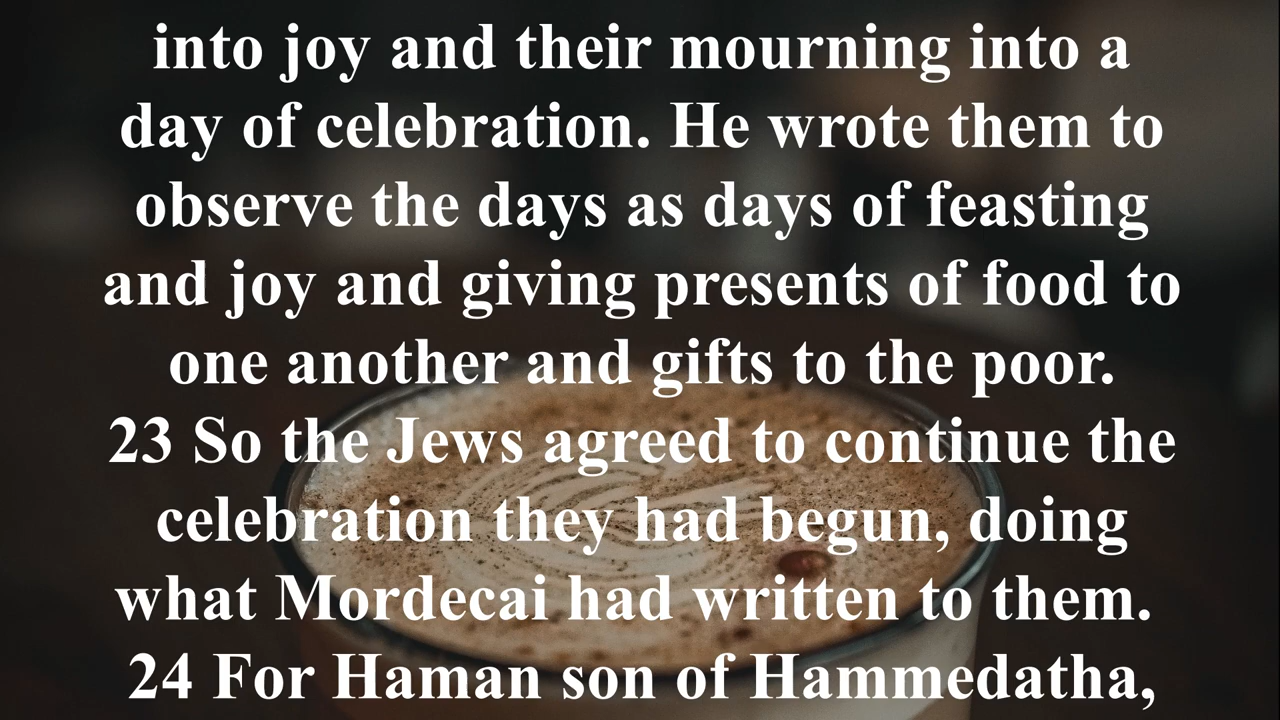 into joy and their mourning into a
day of celebration. He wrote them to
observe the days as days of feasting
and joy and giving presents of food to
one another and gifts to the poor.
23 So the Jews agreed to continue the
celebration they had begun, doing
what Mordecai had written to them.
24 For Haman son of Hammedatha,